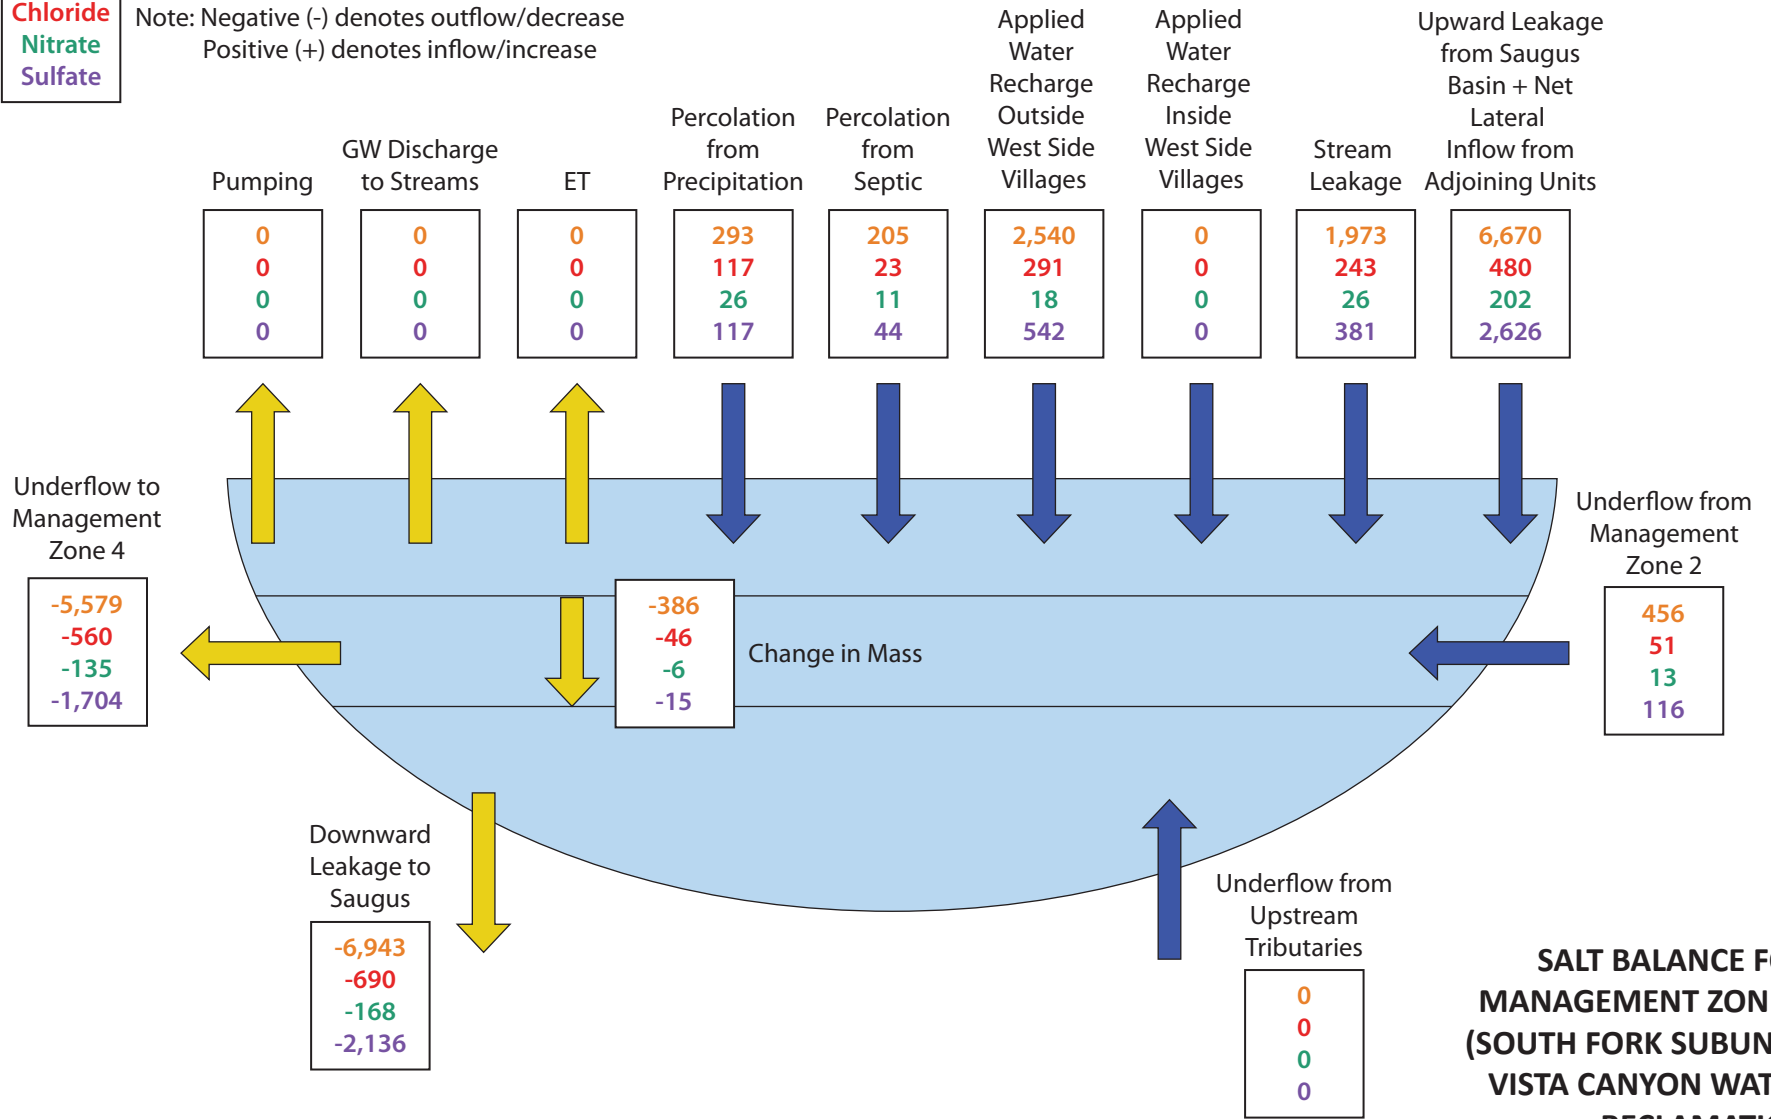 Chloride
Nitrate
Sulfate
Note: Negative (-) denotes outflow/decrease
Positive (+) denotes inflow/increase
Pumping
0
0
0
0
GW Discharge
to Streams
0
0
0
0
ET
0
0
0
0
Percolation
from
Precipitation
293
117
26
117
Percolation
from
Septic
205
23
11
44
Applied
Water
Recharge
Outside
West Side
Villages
2,540
291
18
542
Applied
Water
Recharge
Inside
West Side
Villages
0
0
0
0
Stream
Leakage
1,973
243
26
381
Upward Leakage
from Saugus
Basin + Net
Lateral
Inflow from
Adjoining Units
6,670
480
202
2,626
Underflow to
Management
Zone 4
-5,579
-560
-135
-1,704
-386
-46
-6
-15
Change in Mass
Underflow from
Management
Zone 2
456
51
13
116
Downward
Leakage to
Saugus
-6,943
-690
-168
-2,136
Underflow from
Upstream
Tributaries
0
0
0
0
SALT BALANCE
MANAGEMENT
(SOUTH FORK
VISTA CANYON